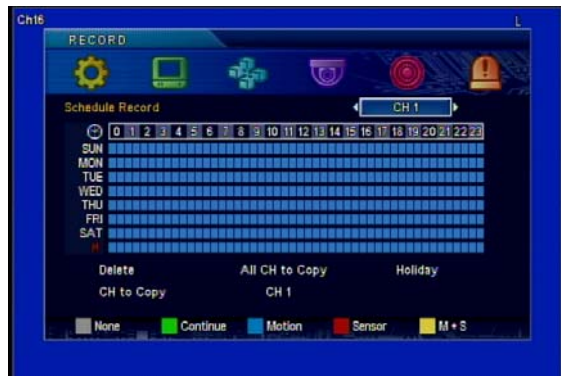 Ch16 L
RECORD
Schedule Record CH 1
0 1 2 3 4 5 6 7 8 9 10 11 12 13 14 15 16 17 18 19 20 21 22 23
SUN
MON
TUE
WED
THU
FRI
SAT
H
Delete All CH to Copy Holiday
CH to Copy CH 1
None Continue Motion Sensor M + S